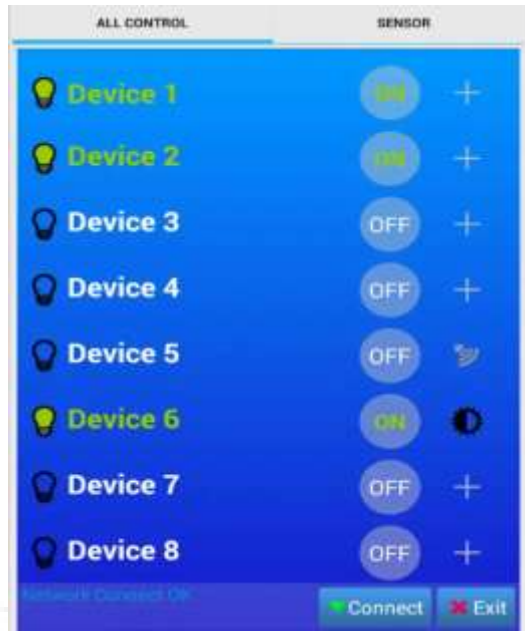 ALL CONTROL SENSOR
Device 1 ON
Device 2 ON
Device 3 OFF
Device 4 OFF
Device 5 OFF
Device 6 ON
Device 7 OFF
Device 8 OFF
Network Connect OK
Connect Exit